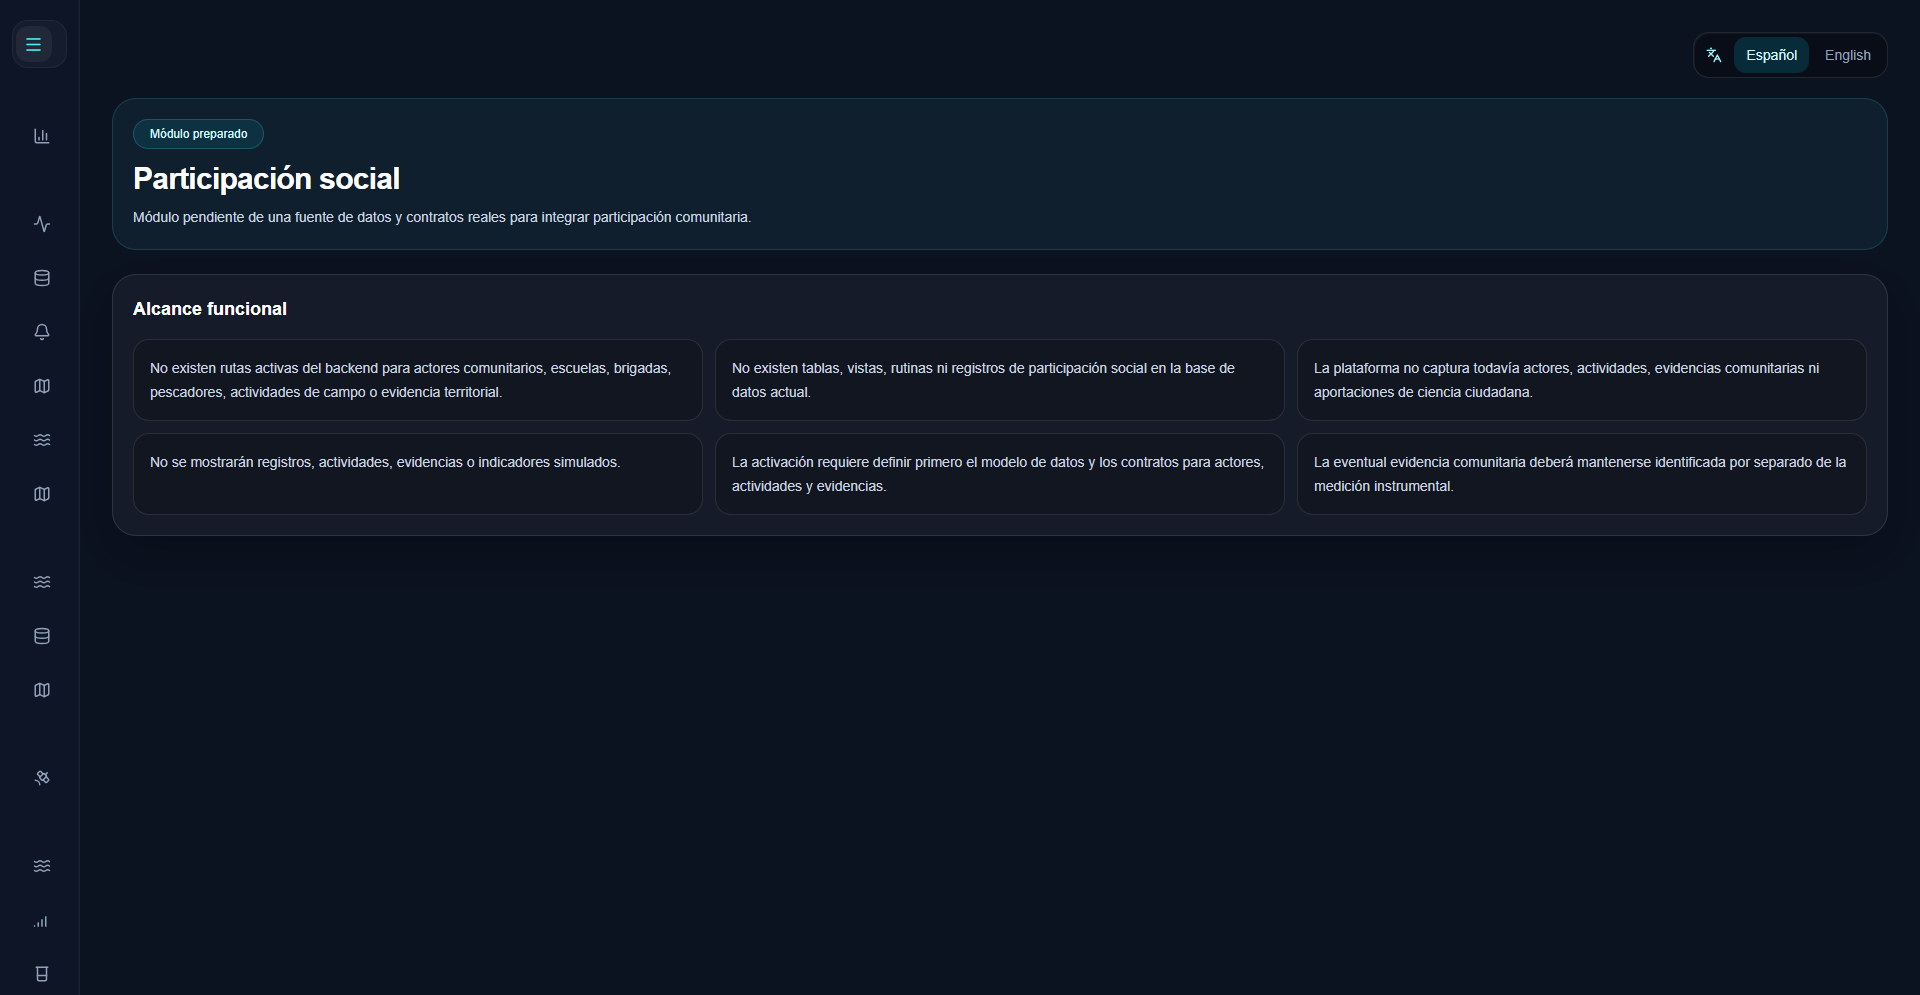 Español
English
Módulo preparado
Participación social
Módulo pendiente de una fuente de datos y contratos reales para integrar participación comunitaria.
Alcance funcional
No existen rutas activas del backend para actores comunitarios, escuelas, brigadas,
pescadores, actividades de campo o evidencia territorial.
No existen tablas, vistas, rutinas ni registros de participación social en la base de
datos actual.
La plataforma no captura todavía actores, actividades, evidencias comunitarias ni
aportaciones de ciencia ciudadana.
No se mostrarán registros, actividades, evidencias o indicadores simulados.
La activación requiere definir primero el modelo de datos y los contratos para actores,
actividades y evidencias.
La eventual evidencia comunitaria deberá mantenerse identificada por separado de la
medición instrumental.